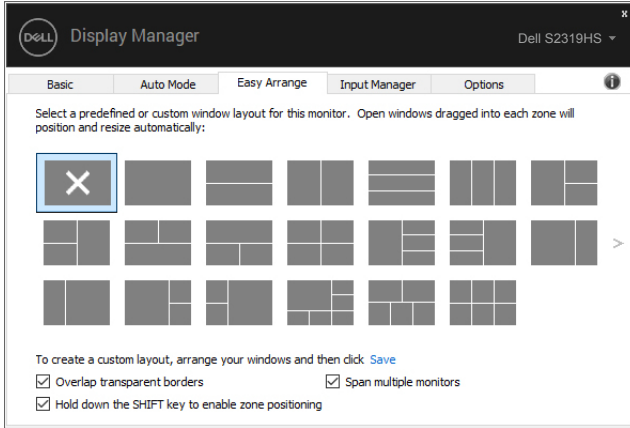 x
DELL Display Manager
Dell S2319HS
Basic Auto Mode Easy Arrange Input Manager Options
Select a predefined or custom window layout for this monitor. Open windows dragged into each zone will
position and resize automatically:
To create a custom layout, arrange your windows and then click Save
Overlap transparent borders Span multiple monitors
Hold down the SHIFT key to enable zone positioning